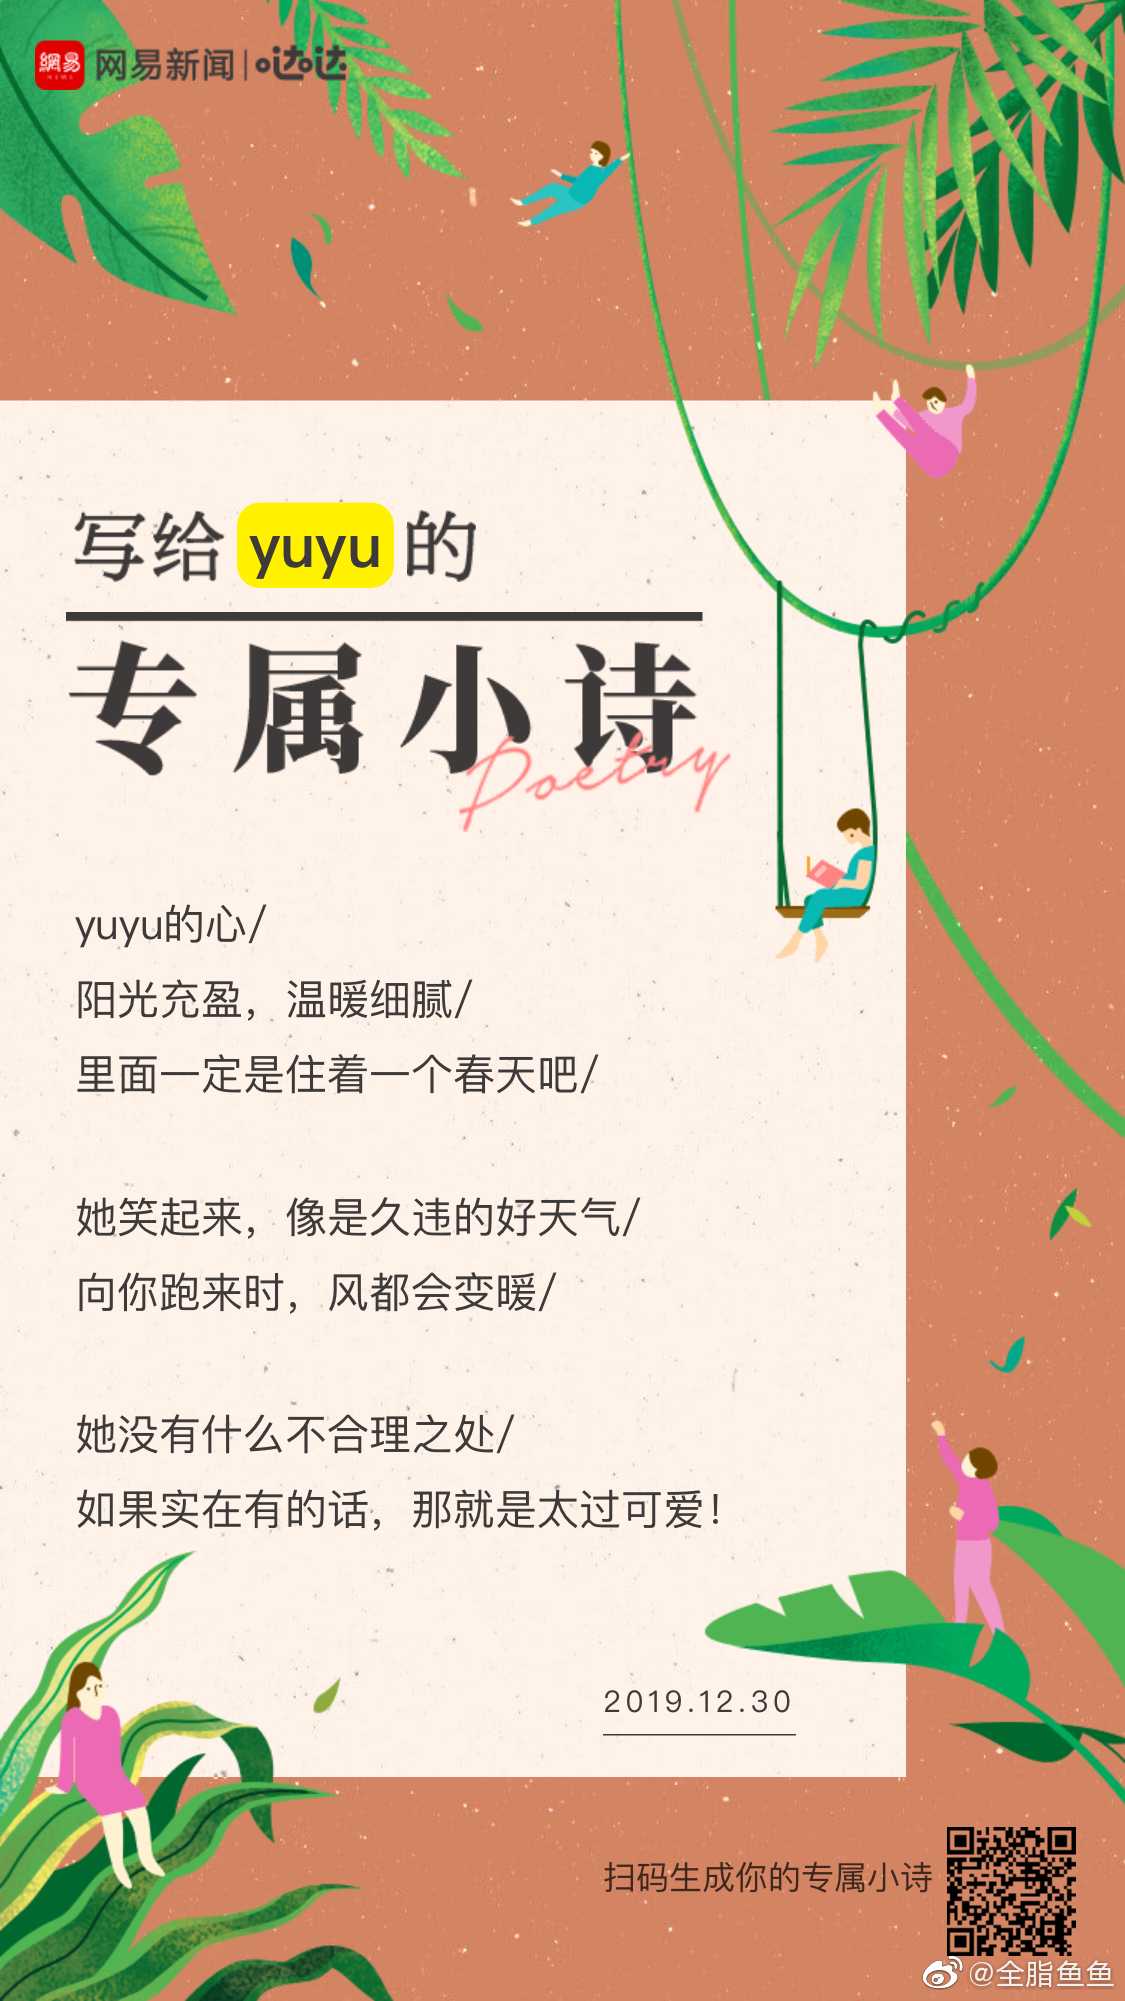 網易
NEWS
网易新闻 | 哒哒
写给 yuyu 的
专属小诗
Poetry
yuyu的心/
阳光充盈，温暖细腻/
里面一定是住着一个春天吧/
她笑起来，像是久违的好天气/
向你跑来时，风都会变暖/
她没有什么不合理之处/
如果实在有的话，那就是太过可爱！
2019.12.30
扫码生成你的专属小诗
@全脂鱼鱼